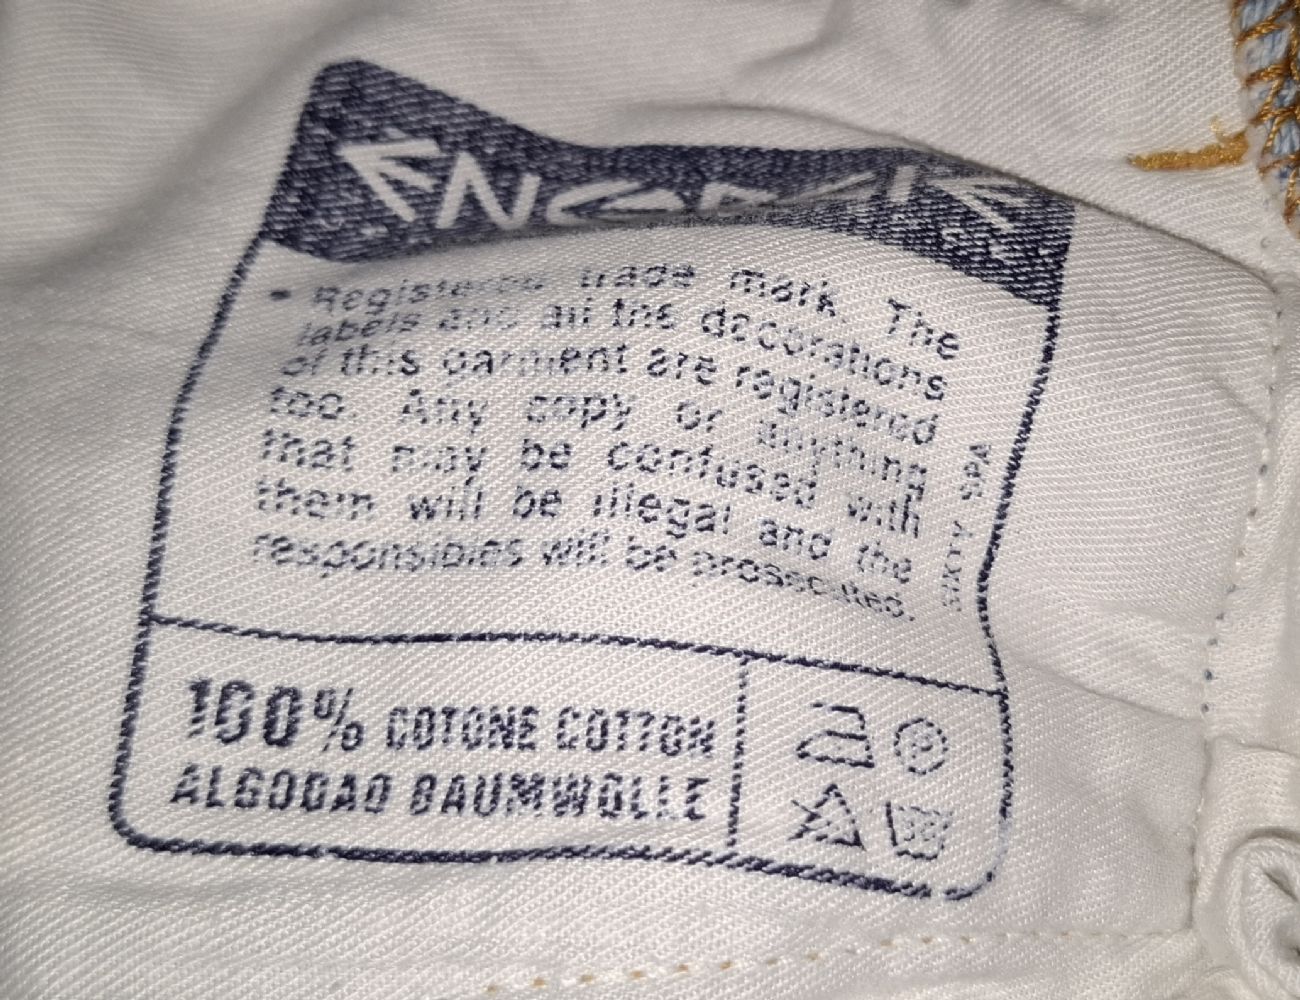 ENERGIE
• Registered trade mark. The
labels and all the decorations
of this garment are registered
too. Any copy or anything
that may be confused with
them will be illegal and the
responsibles will be prosecuted.
SIXTY SPA
100% COTONE COTTON
ALGODAO BAUMWOLLE
P
30